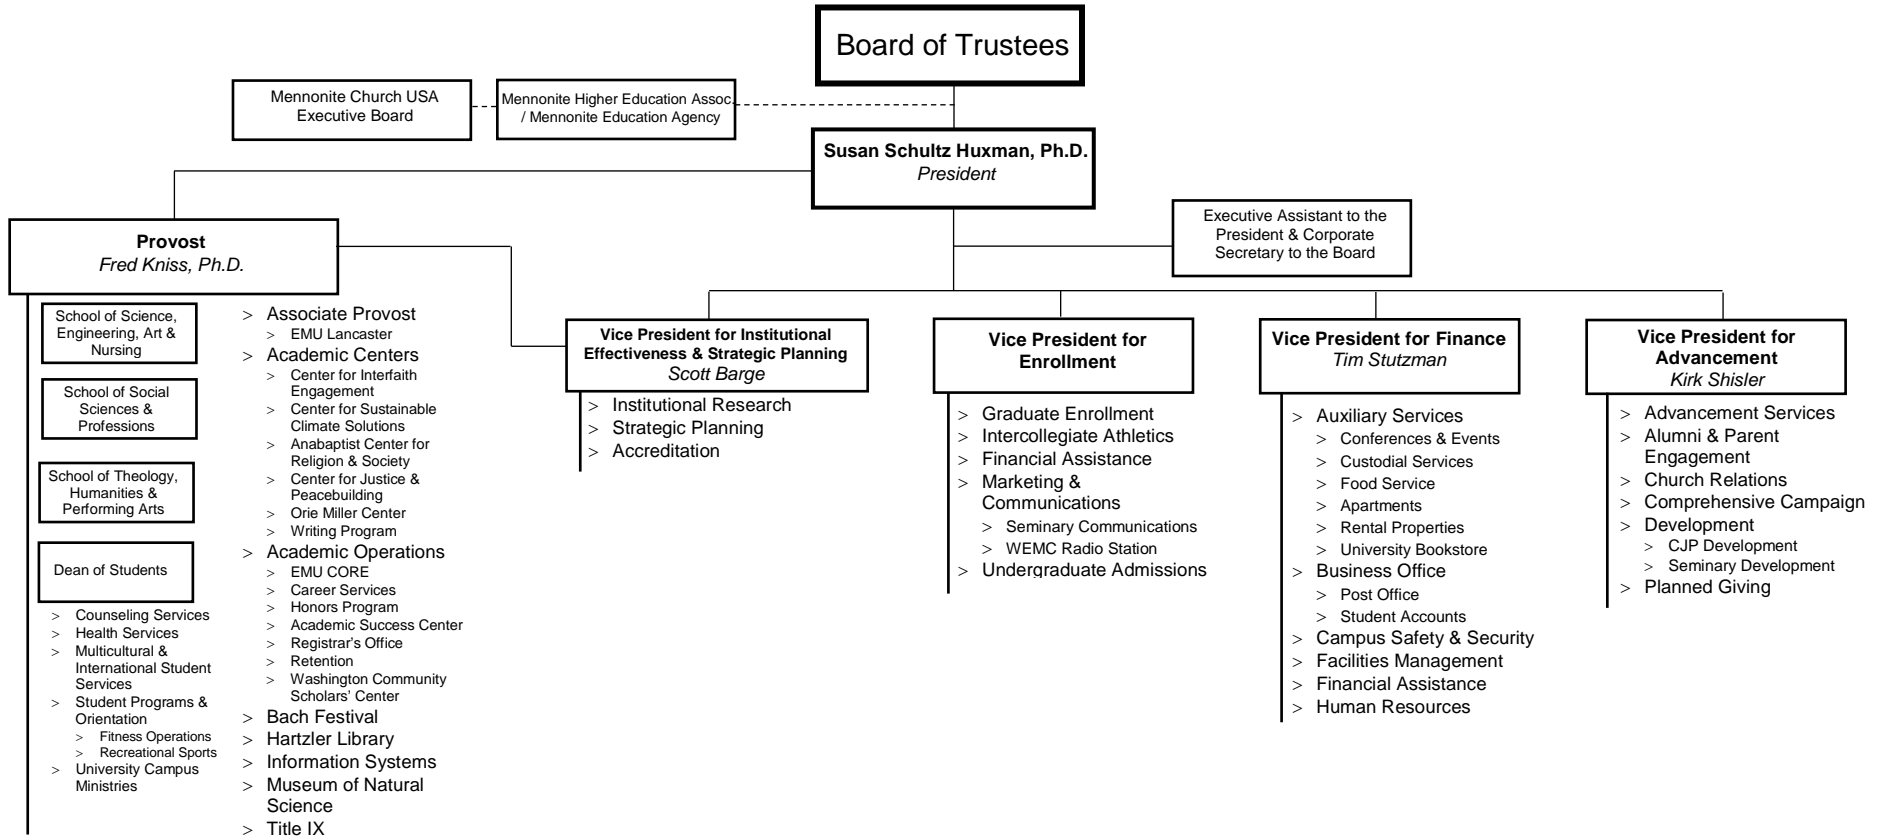 Board of Trustees
Mennonite Church USA
Executive Board
Mennonite Higher Education Assoc.
/ Mennonite Education Agency
Susan Schultz Huxman, Ph.D.
President
Executive Assistant to the
President & Corporate
Secretary to the Board
Provost
Fred Kniss, Ph.D.
School of Science,
Engineering, Art &
Nursing
School of Social
Sciences &
Professions
School of Theology,
Humanities &
Performing Arts
Dean of Students
> Counseling Services
> Health Services
> Multicultural &
International Student
Services
> Student Programs &
Orientation
> Fitness Operations
> Recreational Sports
> University Campus
Ministries
> Associate Provost
> EMU Lancaster
> Academic Centers
> Center for Interfaith
Engagement
> Center for Sustainable
Climate Solutions
> Anabaptist Center for
Religion & Society
> Center for Justice &
Peacebuilding
> Orie Miller Center
> Writing Program
> Academic Operations
> EMU CORE
> Career Services
> Honors Program
> Academic Success Center
> Registrar's Office
> Retention
> Washington Community
Scholars' Center
> Bach Festival
> Hartzler Library
> Information Systems
> Museum of Natural
Science
> Title IX
Vice President for Institutional
Effectiveness & Strategic Planning
Scott Barge
> Institutional Research
> Strategic Planning
> Accreditation
Vice President for
Enrollment
> Graduate Enrollment
> Intercollegiate Athletics
> Financial Assistance
> Marketing &
Communications
> Seminary Communications
> WEMC Radio Station
> Undergraduate Admissions
Vice President for Finance
Tim Stutzman
> Auxiliary Services
> Conferences & Events
> Custodial Services
> Food Service
> Apartments
> Rental Properties
> University Bookstore
> Business Office
> Post Office
> Student Accounts
> Campus Safety & Security
> Facilities Management
> Financial Assistance
> Human Resources
Vice President for
Advancement
Kirk Shisler
> Advancement Services
> Alumni & Parent
Engagement
> Church Relations
> Comprehensive Campaign
> Development
> CJP Development
> Seminary Development
> Planned Giving